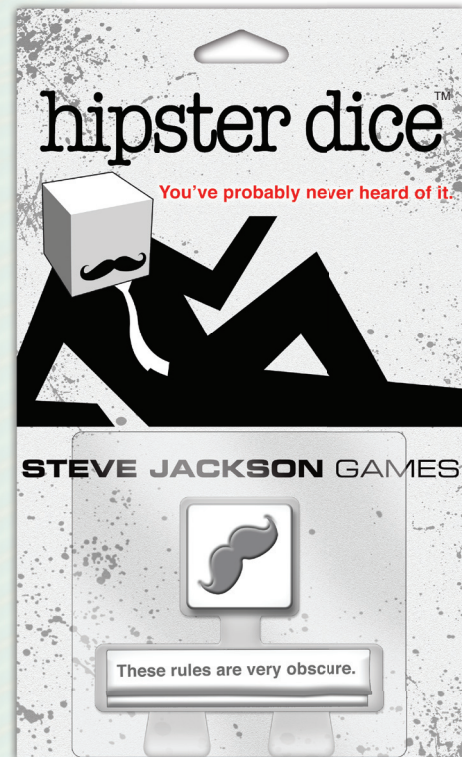 hipster dice™
You've probably never heard of it.
STEVE JACKSON GAMES
These rules are very obscure.